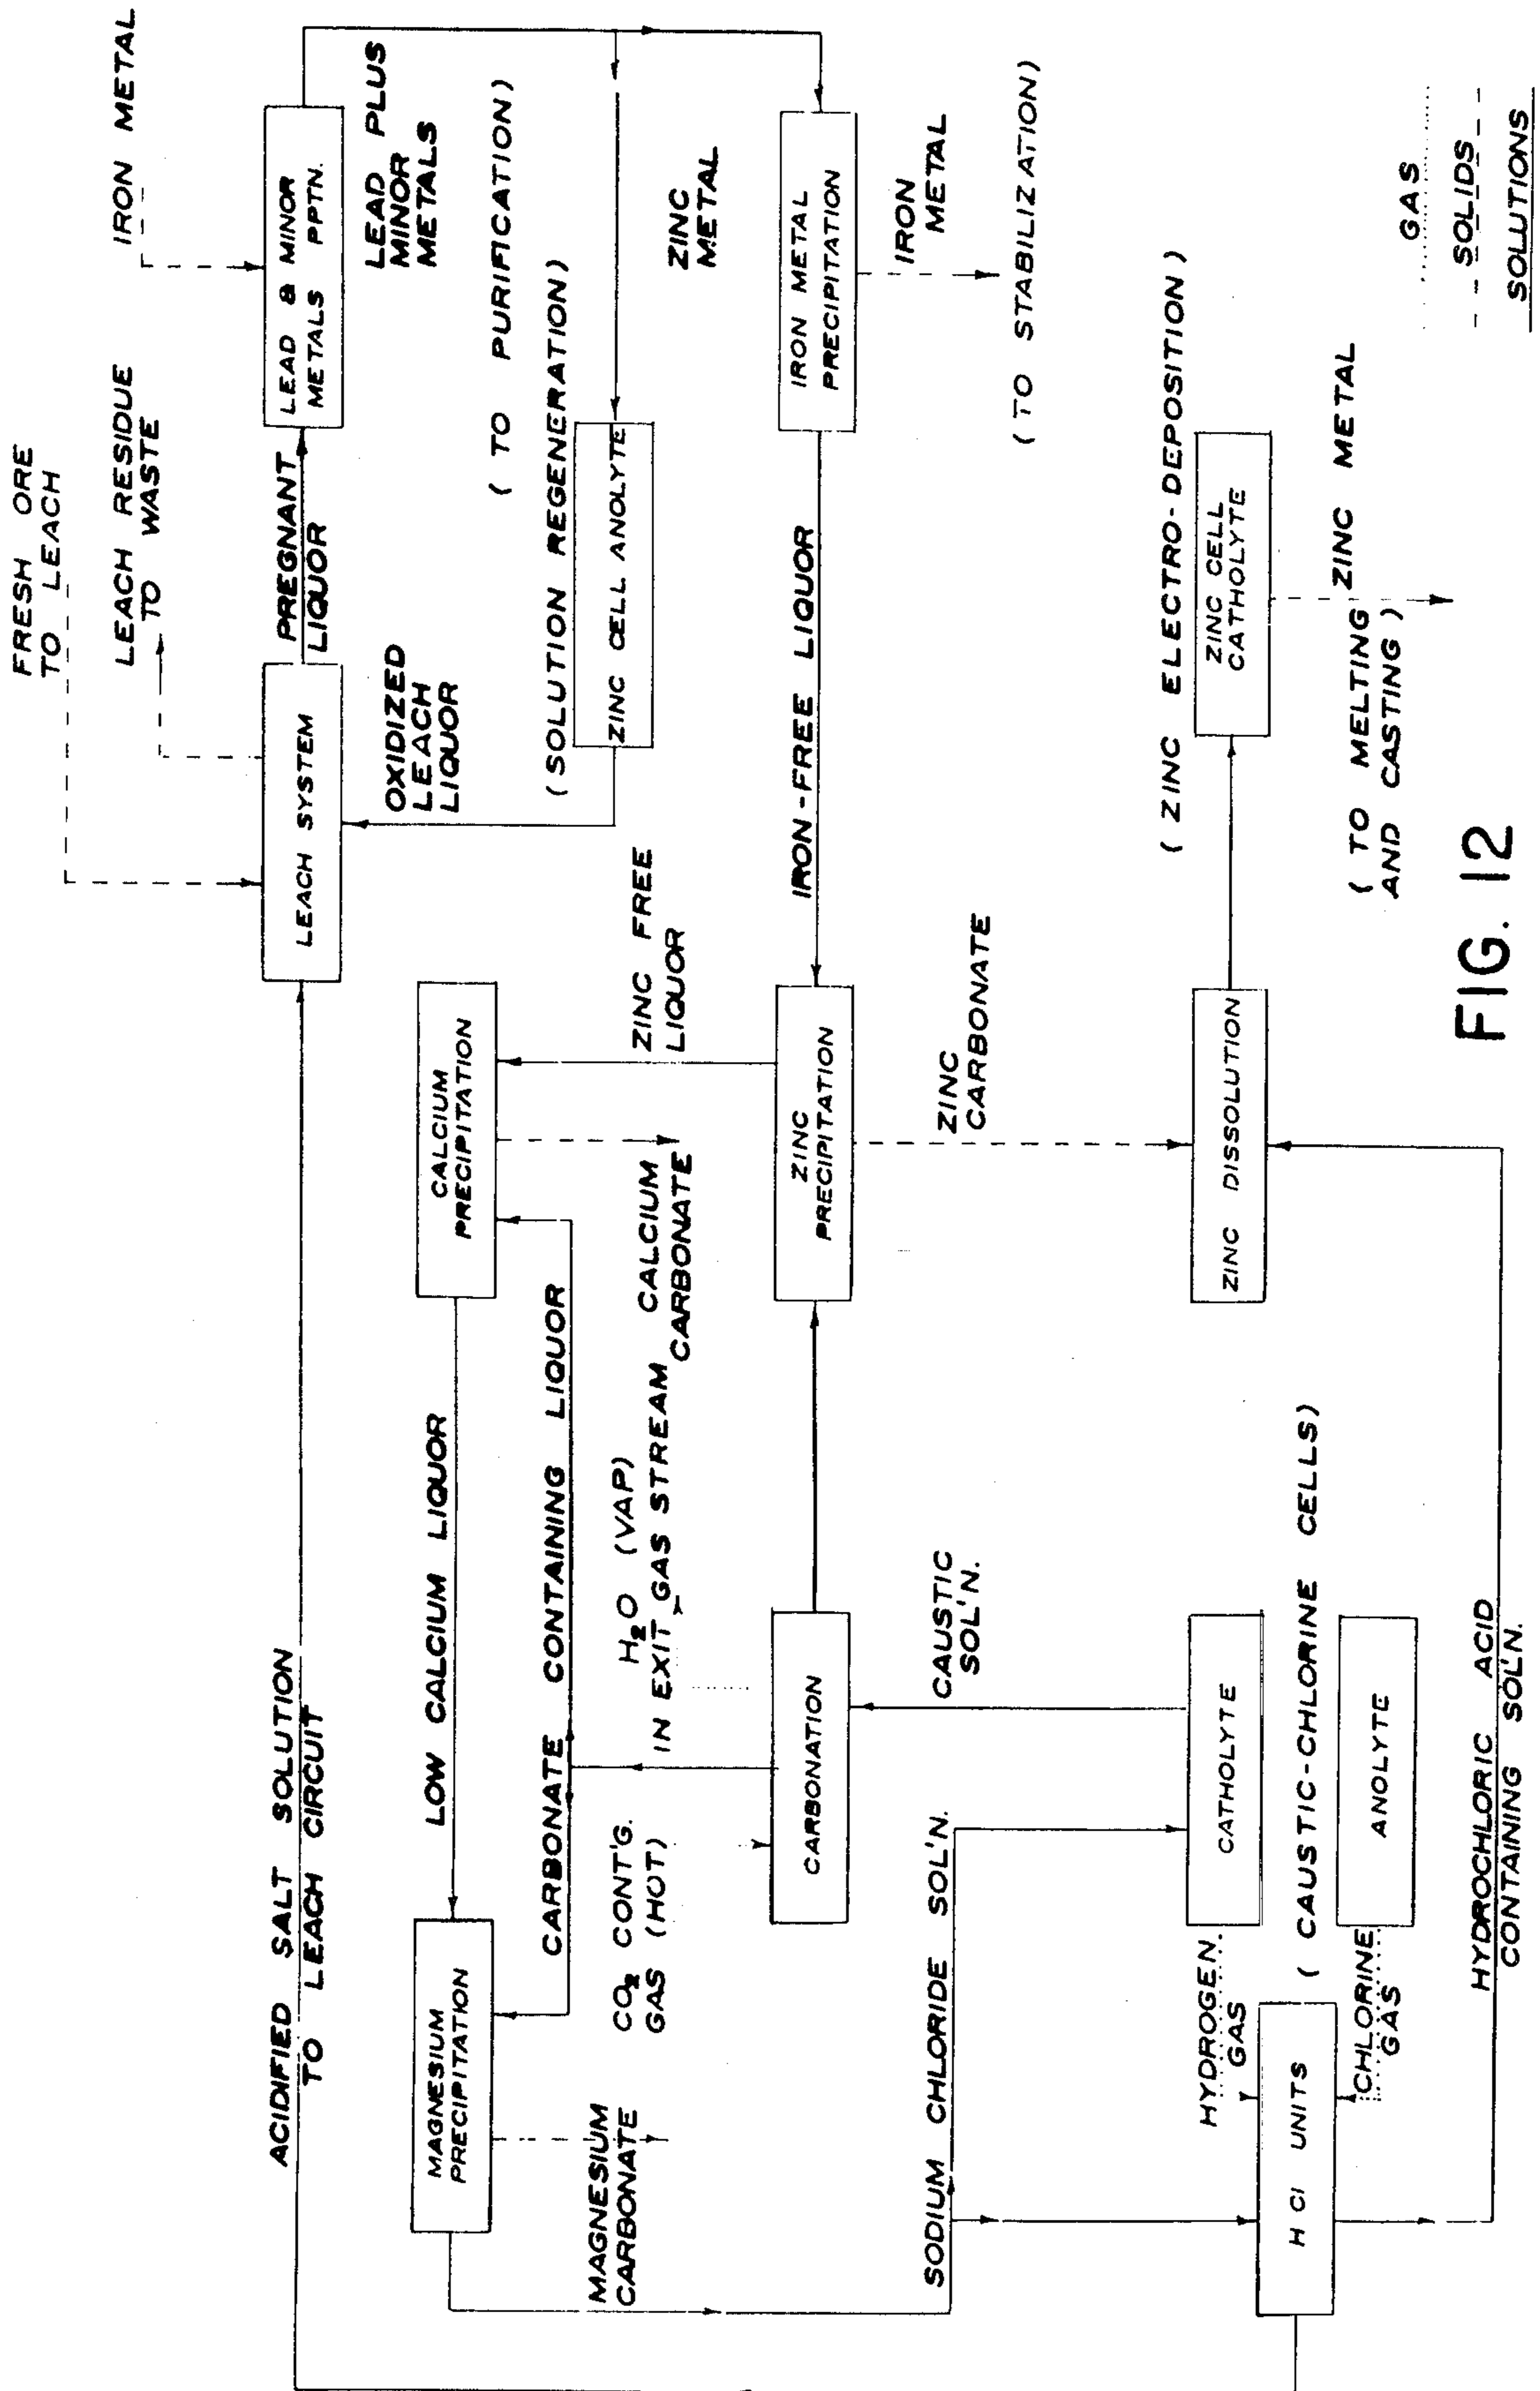 FRESH ORE
TO LEACH
LEACH RESIDUE
TO WASTE
IRON METAL
ACIDIFIED SALT SOLUTION
TO LEACH CIRCUIT
LEACH SYSTEM
PREGNANT
LIQUOR
LEAD & MINOR
METALS PPTN.
LEAD PLUS
MINOR
METALS
( TO PURIFICATION )
OXIDIZED
LEACH
LIQUOR
(SOLUTION REGENERATION)
ZINC CELL ANOLYTE
ZINC
METAL
MAGNESIUM
PRECIPITATION
LOW CALCIUM LIQUOR
CALCIUM
PRECIPITATION
CARBONATE CONTAINING LIQUOR
MAGNESIUM
CARBONATE
CO2 CONT'G.
GAS (HOT)
H2O (VAP)
IN EXIT GAS STREAM
CALCIUM
CARBONATE
ZINC FREE
LIQUOR
CARBONATION
ZINC
PRECIPITATION
IRON-FREE LIQUOR
IRON METAL
PRECIPITATION
IRON
METAL
(TO STABILIZATION)
SODIUM CHLORIDE SOL'N.
CAUSTIC
SOL'N.
ZINC
CARBONATE
HYDROGEN
GAS
CATHOLYTE
( CAUSTIC-CHLORINE CELLS)
ANOLYTE
CHLORINE
GAS
H Cl UNITS
ZINC DISSOLUTION
( ZINC ELECTRO-DEPOSITION )
ZINC CELL
CATHOLYTE
ZINC METAL
( TO MELTING
AND CASTING )
HYDROCHLORIC ACID
CONTAINING SOL'N.
GAS
SOLIDS
SOLUTIONS
FIG. 12